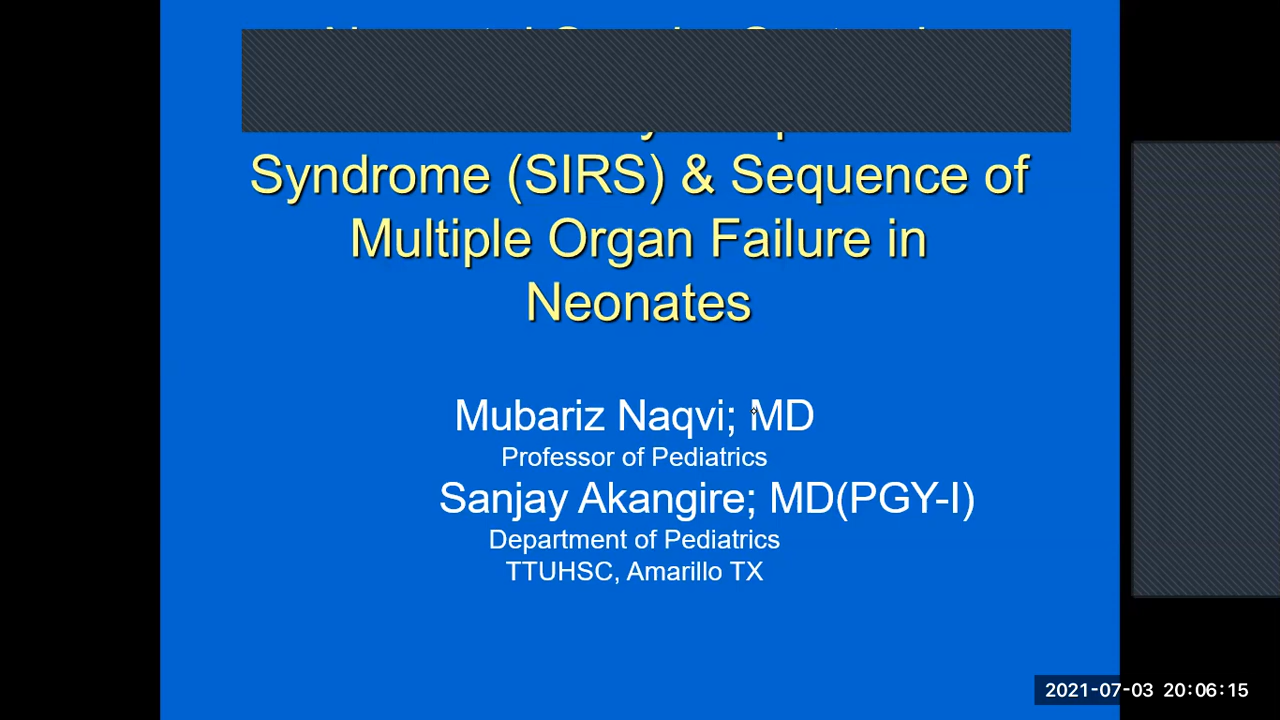 Syndrome (SIRS) & Sequence of
Multiple Organ Failure in
Neonates
Mubariz Naqvi; MD
Professor of Pediatrics
Sanjay Akangire; MD(PGY-I)
Department of Pediatrics
TTUHSC, Amarillo TX
2021-07-03 20:06:15